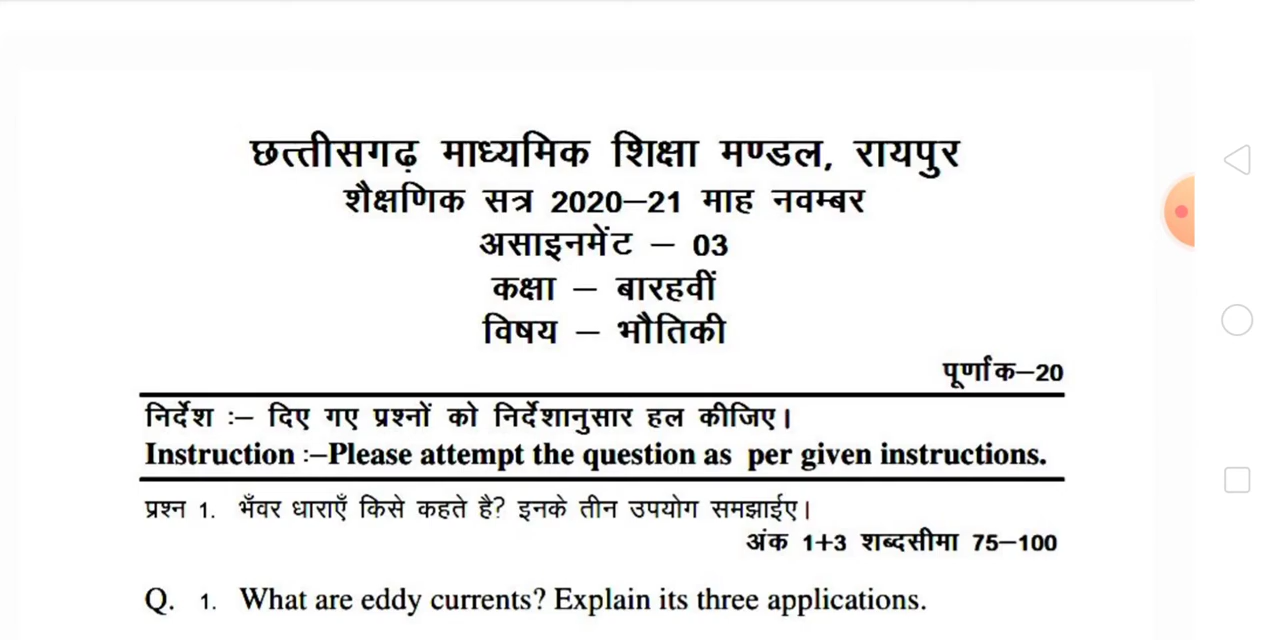 छत्तीसगढ़ माध्यमिक शिक्षा मण्डल, रायपुर
शैक्षणिक सत्र 2020–21 माह नवम्बर
असाइनमेंट – 03
कक्षा – बारहवीं
विषय – भौतिकी
पूर्णांक–20
निर्देश :– दिए गए प्रश्नों को निर्देशानुसार हल कीजिए।
Instruction :–Please attempt the question as per given instructions.
प्रश्न 1. भँवर धाराएँ किसे कहते है? इनके तीन उपयोग समझाईए।
अंक 1+3 शब्दसीमा 75–100
Q. 1. What are eddy currents? Explain its three applications.